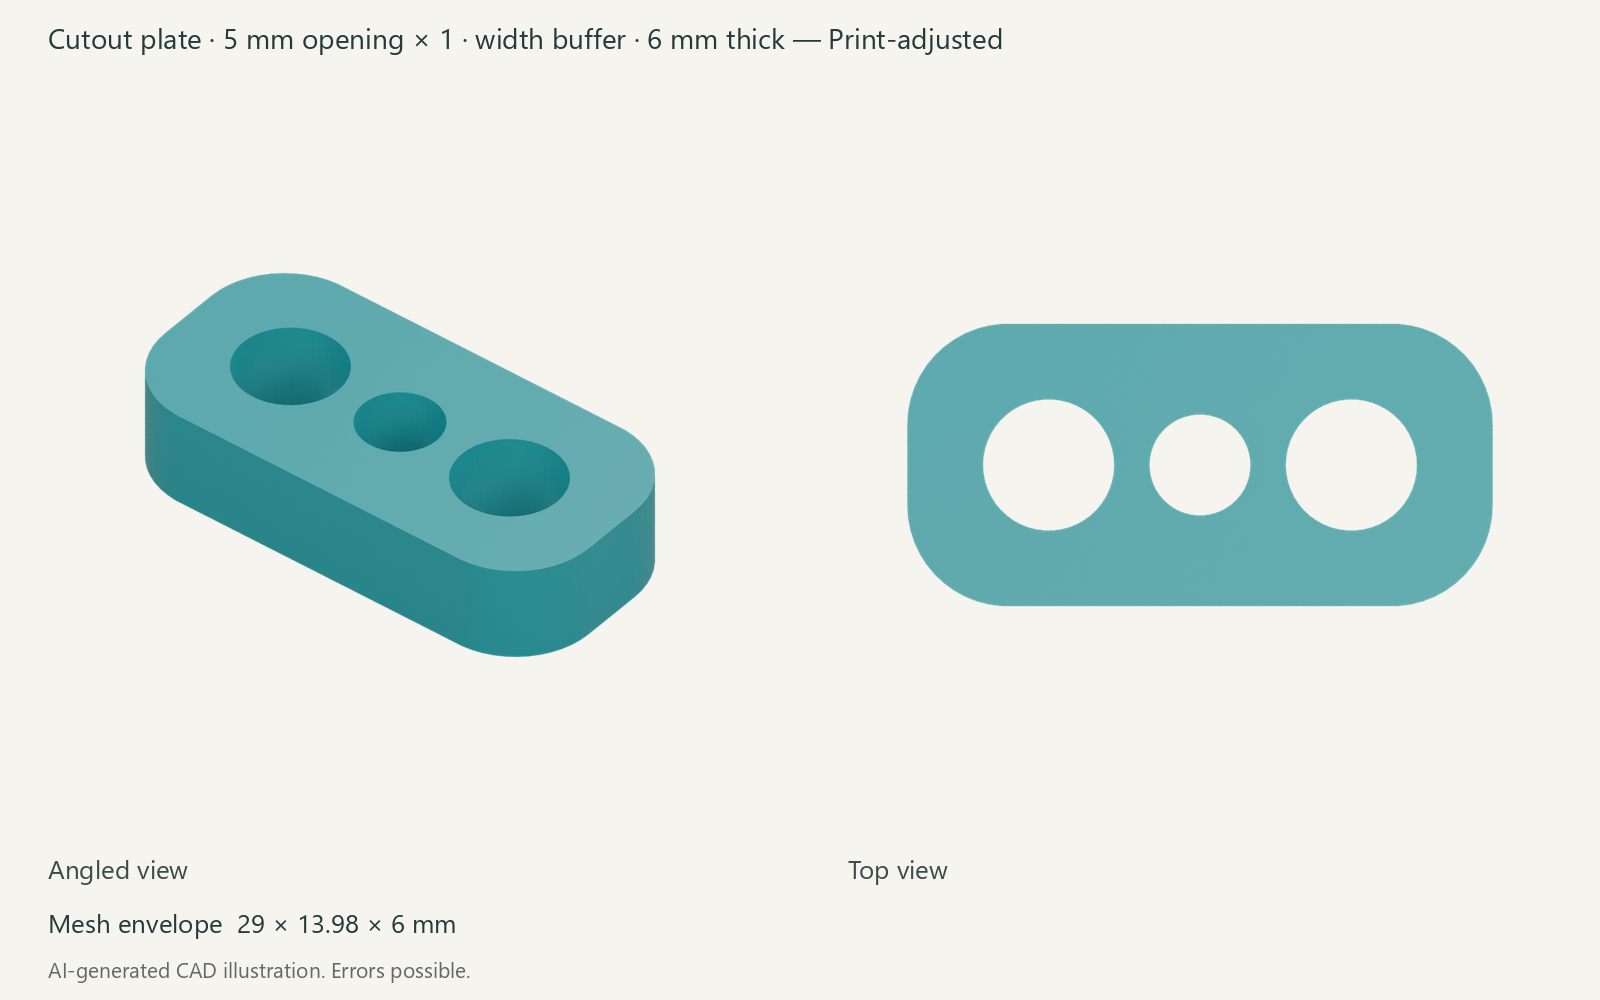 Cutout plate · 5 mm opening × 1 · width buffer · 6 mm thick — Print-adjusted
Angled view
Top view
Mesh envelope 29 × 13.98 × 6 mm
AI-generated CAD illustration. Errors possible.